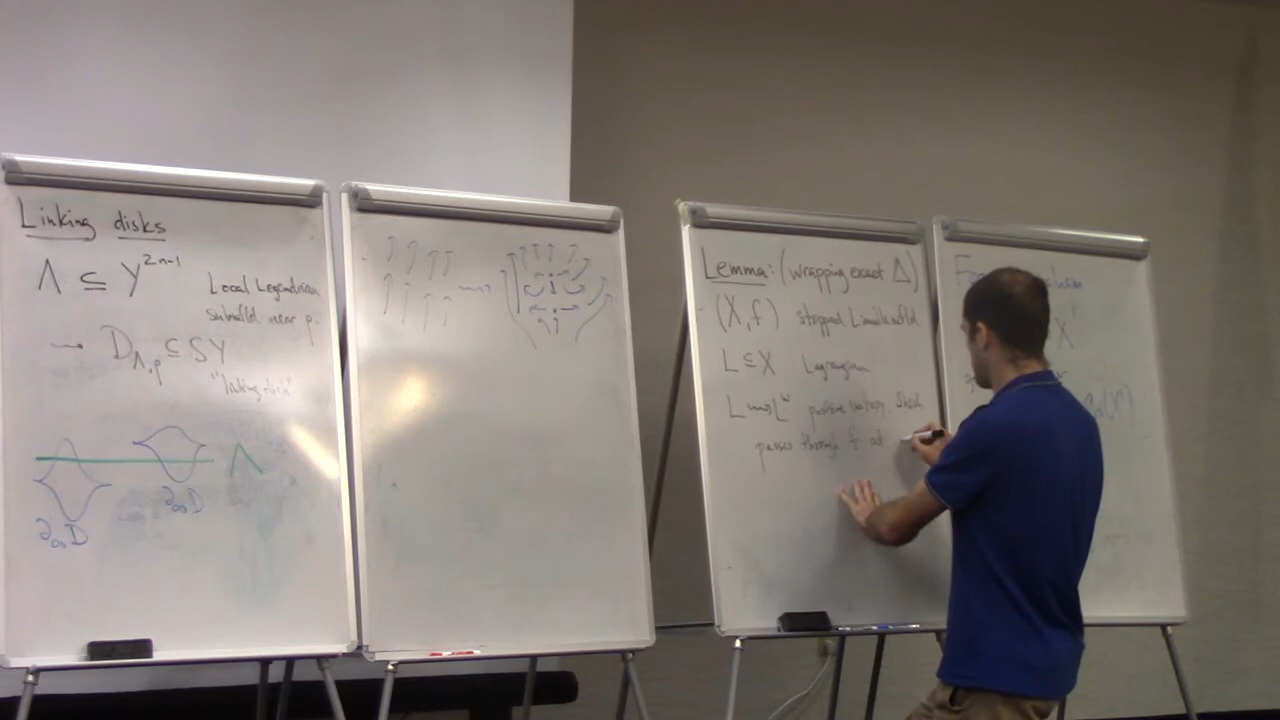 Linking disks
Λ ⊆ Y^{2n-1}
Local Legendrian
submfld near p.
⇝ D_{Λ,p} ⊆ SY
"linking disk"
Λ
∂_∞D
∂_∞D
Lemma: (wrapping exact Δ)
(X, f) stopped Liouville mfld
L ⊆ X Lagrangian
L ⇝ L^w positive isotopy, which
passes through f at
X'